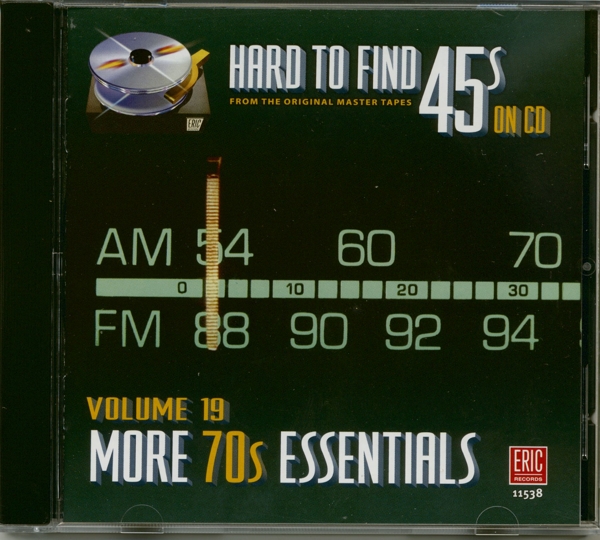 HARD TO FIND 45s
FROM THE ORIGINAL MASTER TAPES
ON CD
ERIC
AM 54 60 70
0 10 20 30
FM 88 90 92 94
VOLUME 19
MORE 70s ESSENTIALS
ERIC
RECORDS
11538